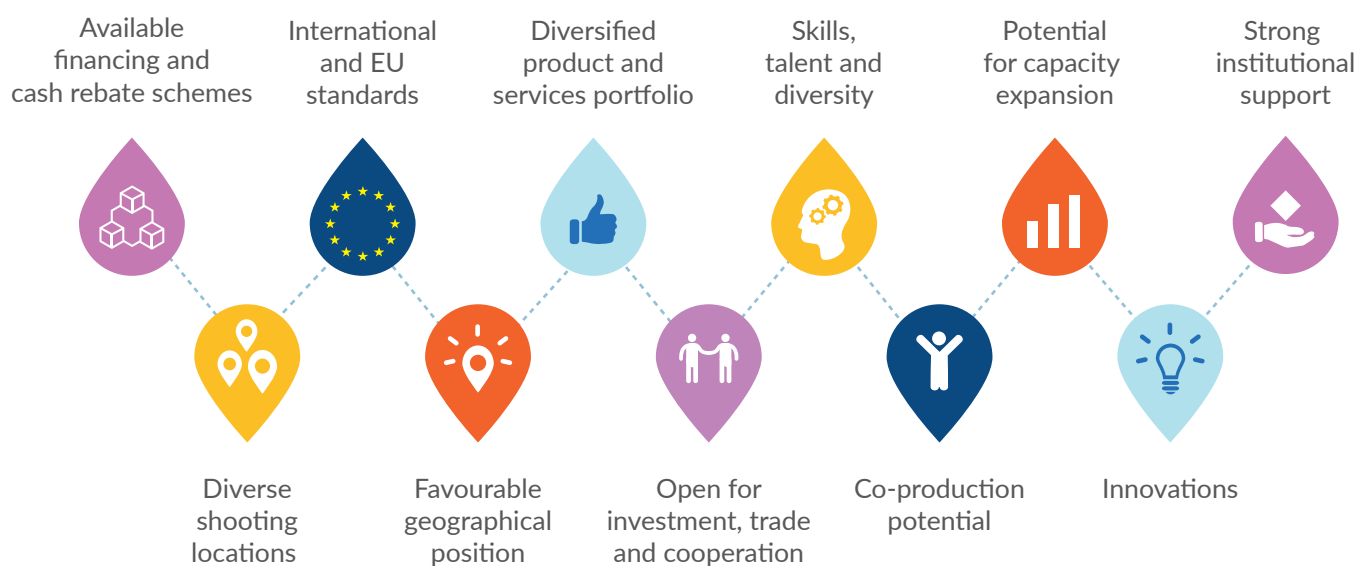 Available
financing and
cash rebate schemes
International
and EU
standards
Diversified
product and
services portfolio
Skills,
talent and
diversity
Potential
for capacity
expansion
Strong
institutional
support
Diverse
shooting
locations
Favourable
geographical
position
Open for
investment, trade
and cooperation
Co-production
potential
Innovations